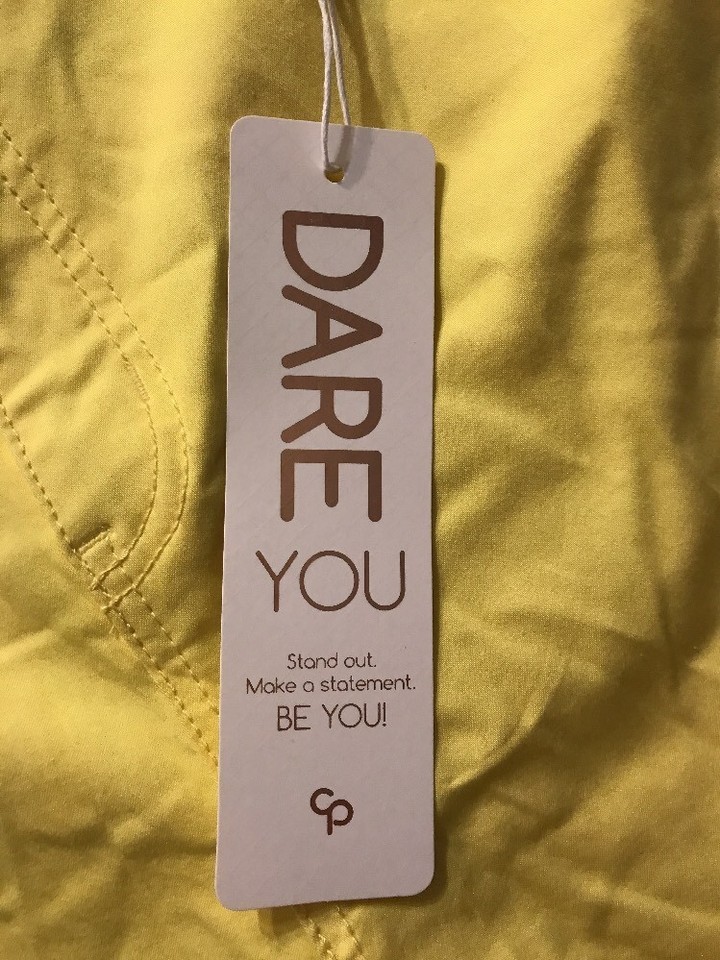 DARE
YOU
Stand out.
Make a statement.
BE YOU!
cp